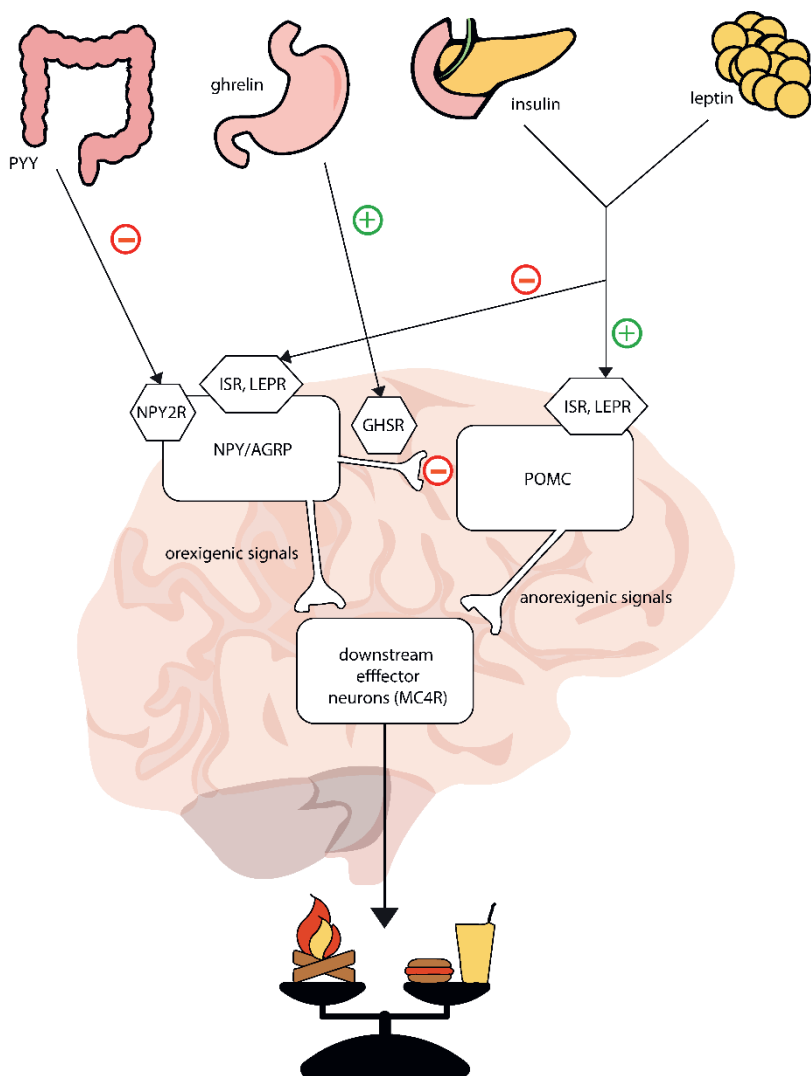 ghrelin
insulin
leptin
PYY
ISR, LEPR
NPY2R
GHSR
ISR, LEPR
NPY/AGRP
POMC
orexigenic signals
anorexigenic signals
downstream
efffector
neurons (MC4R)